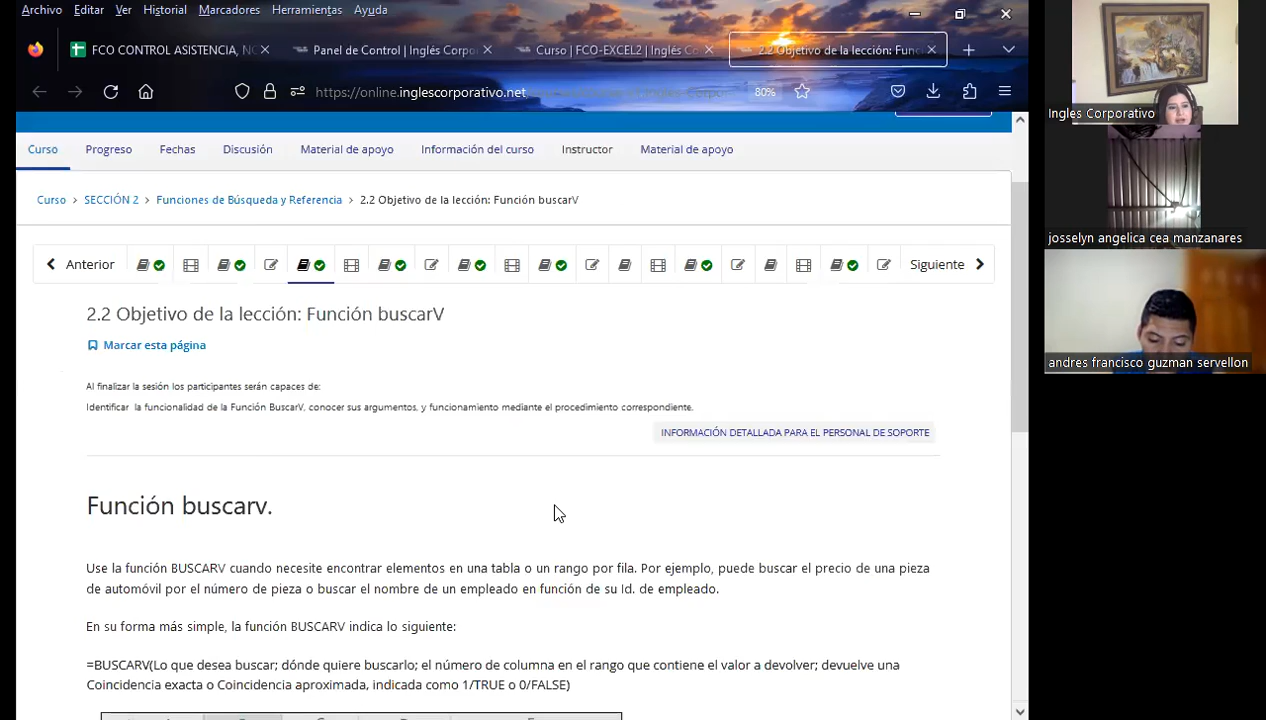 Archivo Editar Ver Historial Marcadores Herramientas Ayuda
FCO CONTROL ASISTENCIA, NC
Panel de Control | Inglés Corpor
Curso | FCO-EXCEL2 | Inglés Co
2.2 Objetivo de la lección: Func
https://online.inglescorporativo.net
80%
Curso Progreso Fechas Discusión Material de apoyo Información del curso Instructor Material de apoyo
Curso > SECCIÓN 2 > Funciones de Búsqueda y Referencia > 2.2 Objetivo de la lección: Función buscarV
Anterior
Siguiente
2.2 Objetivo de la lección: Función buscarV
Marcar esta página
Al finalizar la sesión los participantes serán capaces de:
Identificar la funcionalidad de la Función BuscarV, conocer sus argumentos, y funcionamiento mediante el procedimiento correspondiente.
INFORMACIÓN DETALLADA PARA EL PERSONAL DE SOPORTE
Función buscarv.
Use la función BUSCARV cuando necesite encontrar elementos en una tabla o un rango por fila. Por ejemplo, puede buscar el precio de una pieza
de automóvil por el número de pieza o buscar el nombre de un empleado en función de su Id. de empleado.
En su forma más simple, la función BUSCARV indica lo siguiente:
=BUSCARV(Lo que desea buscar; dónde quiere buscarlo; el número de columna en el rango que contiene el valor a devolver; devuelve una
Coincidencia exacta o Coincidencia aproximada, indicada como 1/TRUE o 0/FALSE)
Ingles Corporativo
josselyn angelica cea manzanares
andres francisco guzman servellon